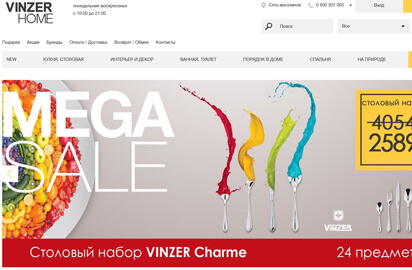 VINZER
HOME
понедельник-воскресенье
с 10:00 до 21:00
Сеть магазинов
0 800 301 005
Вход
Поиск
Все
Подарки Акции Бренды Оплата / Доставка Возврат / Обмен Контакты
NEW КУХНЯ, СТОЛОВАЯ ИНТЕРЬЕР И ДЕКОР ВАННАЯ, ТУАЛЕТ ПОРЯДОК В ДОМЕ СПАЛЬНЯ НА ПРИРОДЕ
MEGA
SALE
СТОЛОВЫЙ НА
4054
2589
VINZER
Столовый набор VINZER Charme
24 предмет